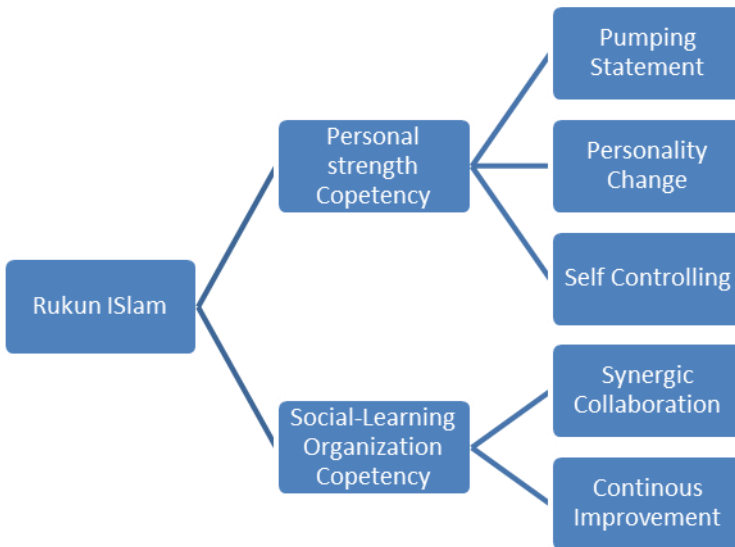 Rukun ISlam
Personal
strength
Copetency
Pumping
Statement
Personality
Change
Self Controlling
Social-Learning
Organization
Copetency
Synergic
Collaboration
Continous
Improvement